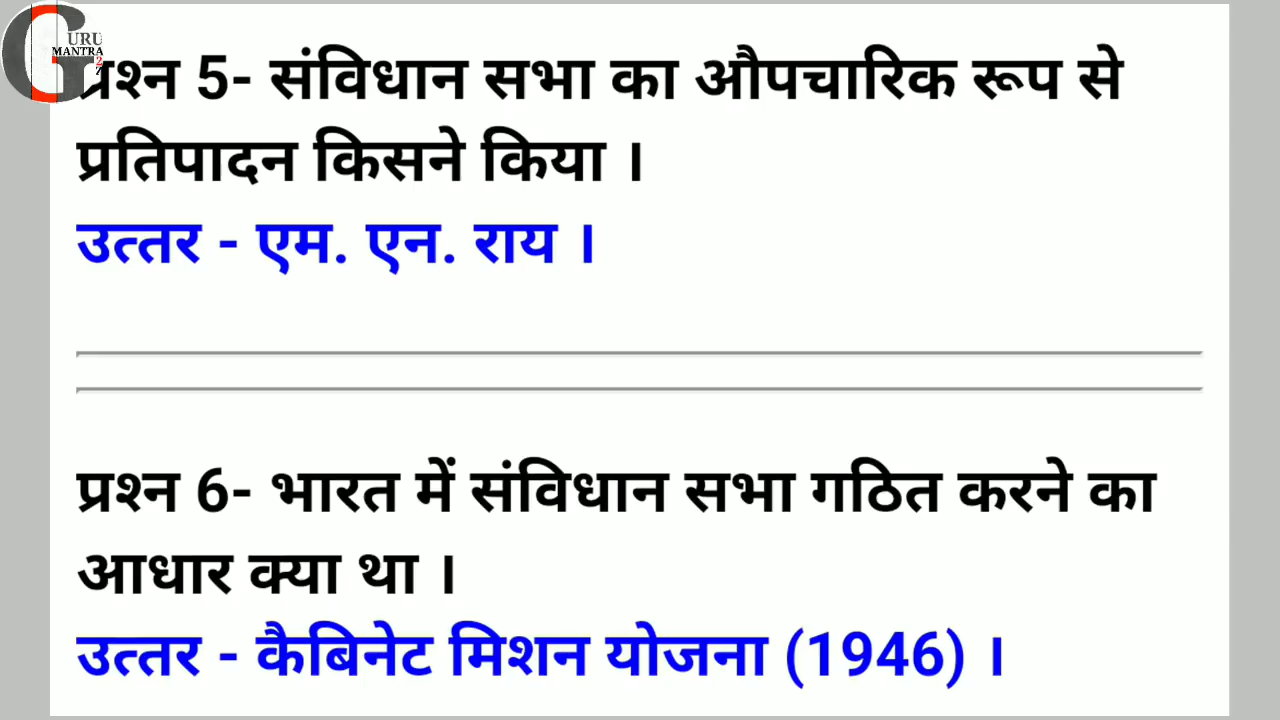 GURU
MANTRA
27
प्रश्न 5- संविधान सभा का औपचारिक रूप से
प्रतिपादन किसने किया ।
उत्तर - एम. एन. राय ।
प्रश्न 6- भारत में संविधान सभा गठित करने का
आधार क्या था ।
उत्तर - कैबिनेट मिशन योजना (1946) ।